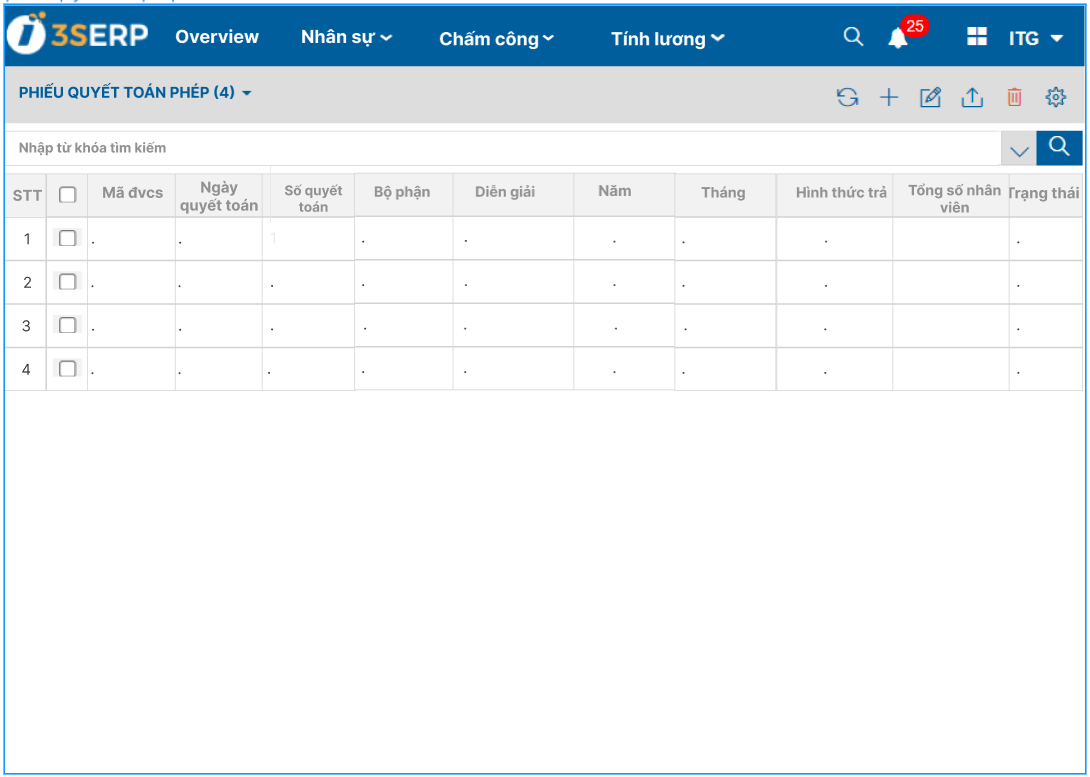 3SERP Overview Nhân sự Chấm công Tính lương 25 ITG
PHIẾU QUYẾT TOÁN PHÉP (4)
Nhập từ khóa tìm kiếm
STT Mã đvcs Ngày quyết toán Số quyết toán Bộ phận Diễn giải Năm Tháng Hình thức trả Tổng số nhân viên Trạng thái
1 . . 1 . . . . . .
2 . . . . . . . . .
3 . . . . . . . . .
4 . . . . . . . . .